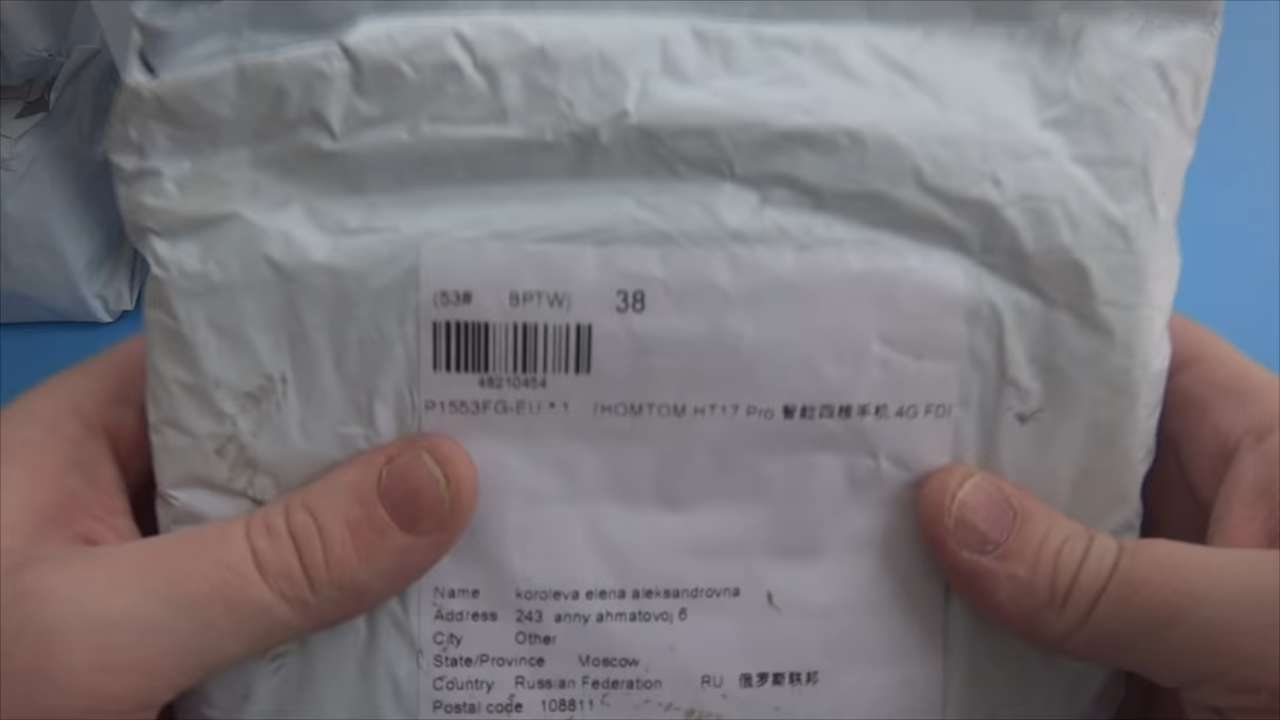 (53# BPTW) 38
48210454
P1553FG-EU * 1 [HOMTOM HT17 Pro 智能四核手机 4G FD
Name koroleva elena aleksandrovna
Address 243 anny ahmatovoj 6
City Other
State/Province Moscow
Country Russian Federation RU 俄罗斯联邦
Postal code 108811